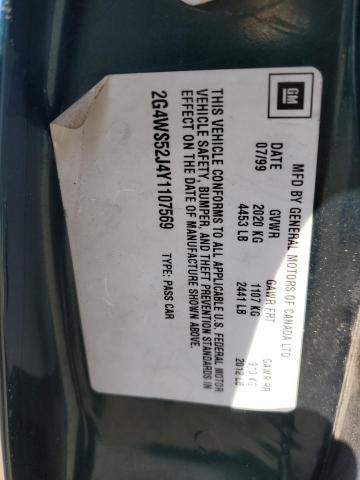 GM
MFD BY GENERAL MOTORS OF CANADA LTD.
DATE GVWR GAWR FRT GAWR RR
07/99 2020 KG 1107 KG 913 KG
4453 LB 2441 LB 2012 LB
THIS VEHICLE CONFORMS TO ALL APPLICABLE U.S. FEDERAL MOTOR
VEHICLE SAFETY, BUMPER, AND THEFT PREVENTION STANDARDS IN
EFFECT ON THE DATE OF MANUFACTURE SHOWN ABOVE.
2G4WS52J4Y1107569 TYPE: PASS CAR